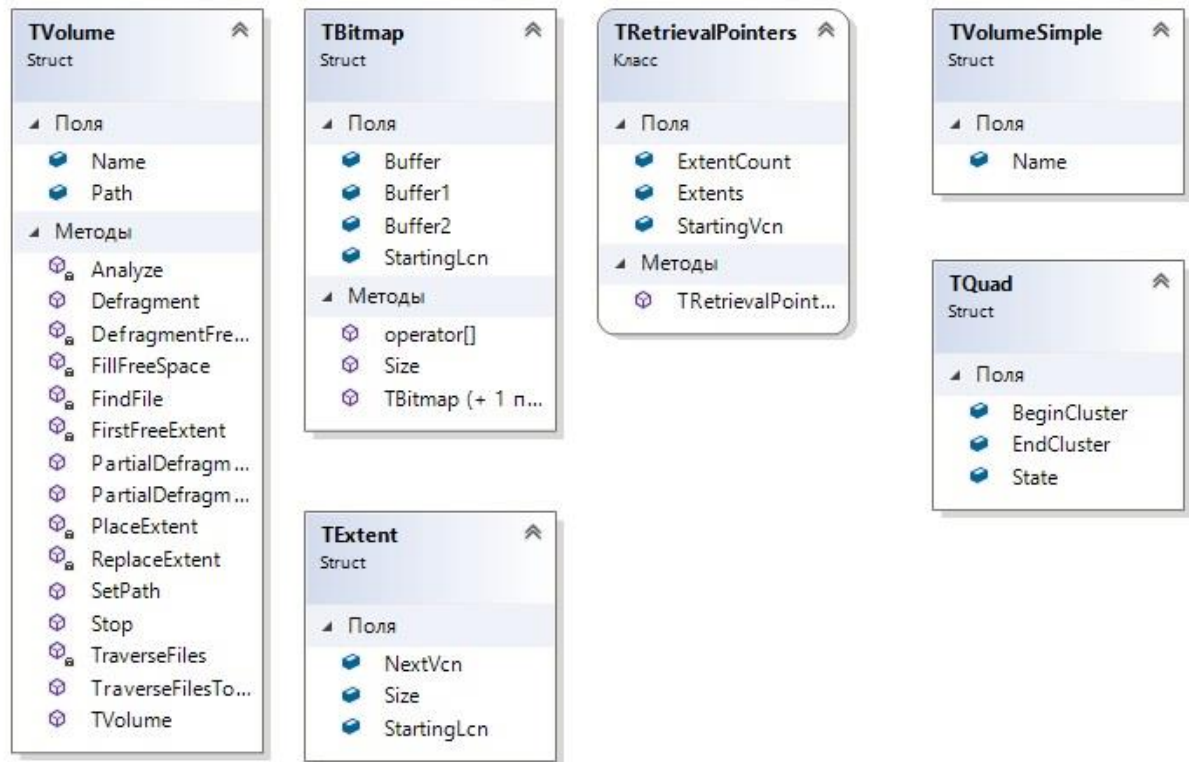 TVolume
Struct
Поля
Name
Path
Методы
Analyze
Defragment
DefragmentFre...
FillFreeSpace
FindFile
FirstFreeExtent
PartialDefragm...
PartialDefragm...
PlaceExtent
ReplaceExtent
SetPath
Stop
TraverseFiles
TraverseFilesTo...
TVolume
TBitmap
Struct
Поля
Buffer
Buffer1
Buffer2
StartingLcn
Методы
operator[]
Size
TBitmap (+ 1 п...
TExtent
Struct
Поля
NextVcn
Size
StartingLcn
TRetrievalPointers
Класс
Поля
ExtentCount
Extents
StartingVcn
Методы
TRetrievalPoint...
TVolumeSimple
Struct
Поля
Name
TQuad
Struct
Поля
BeginCluster
EndCluster
State